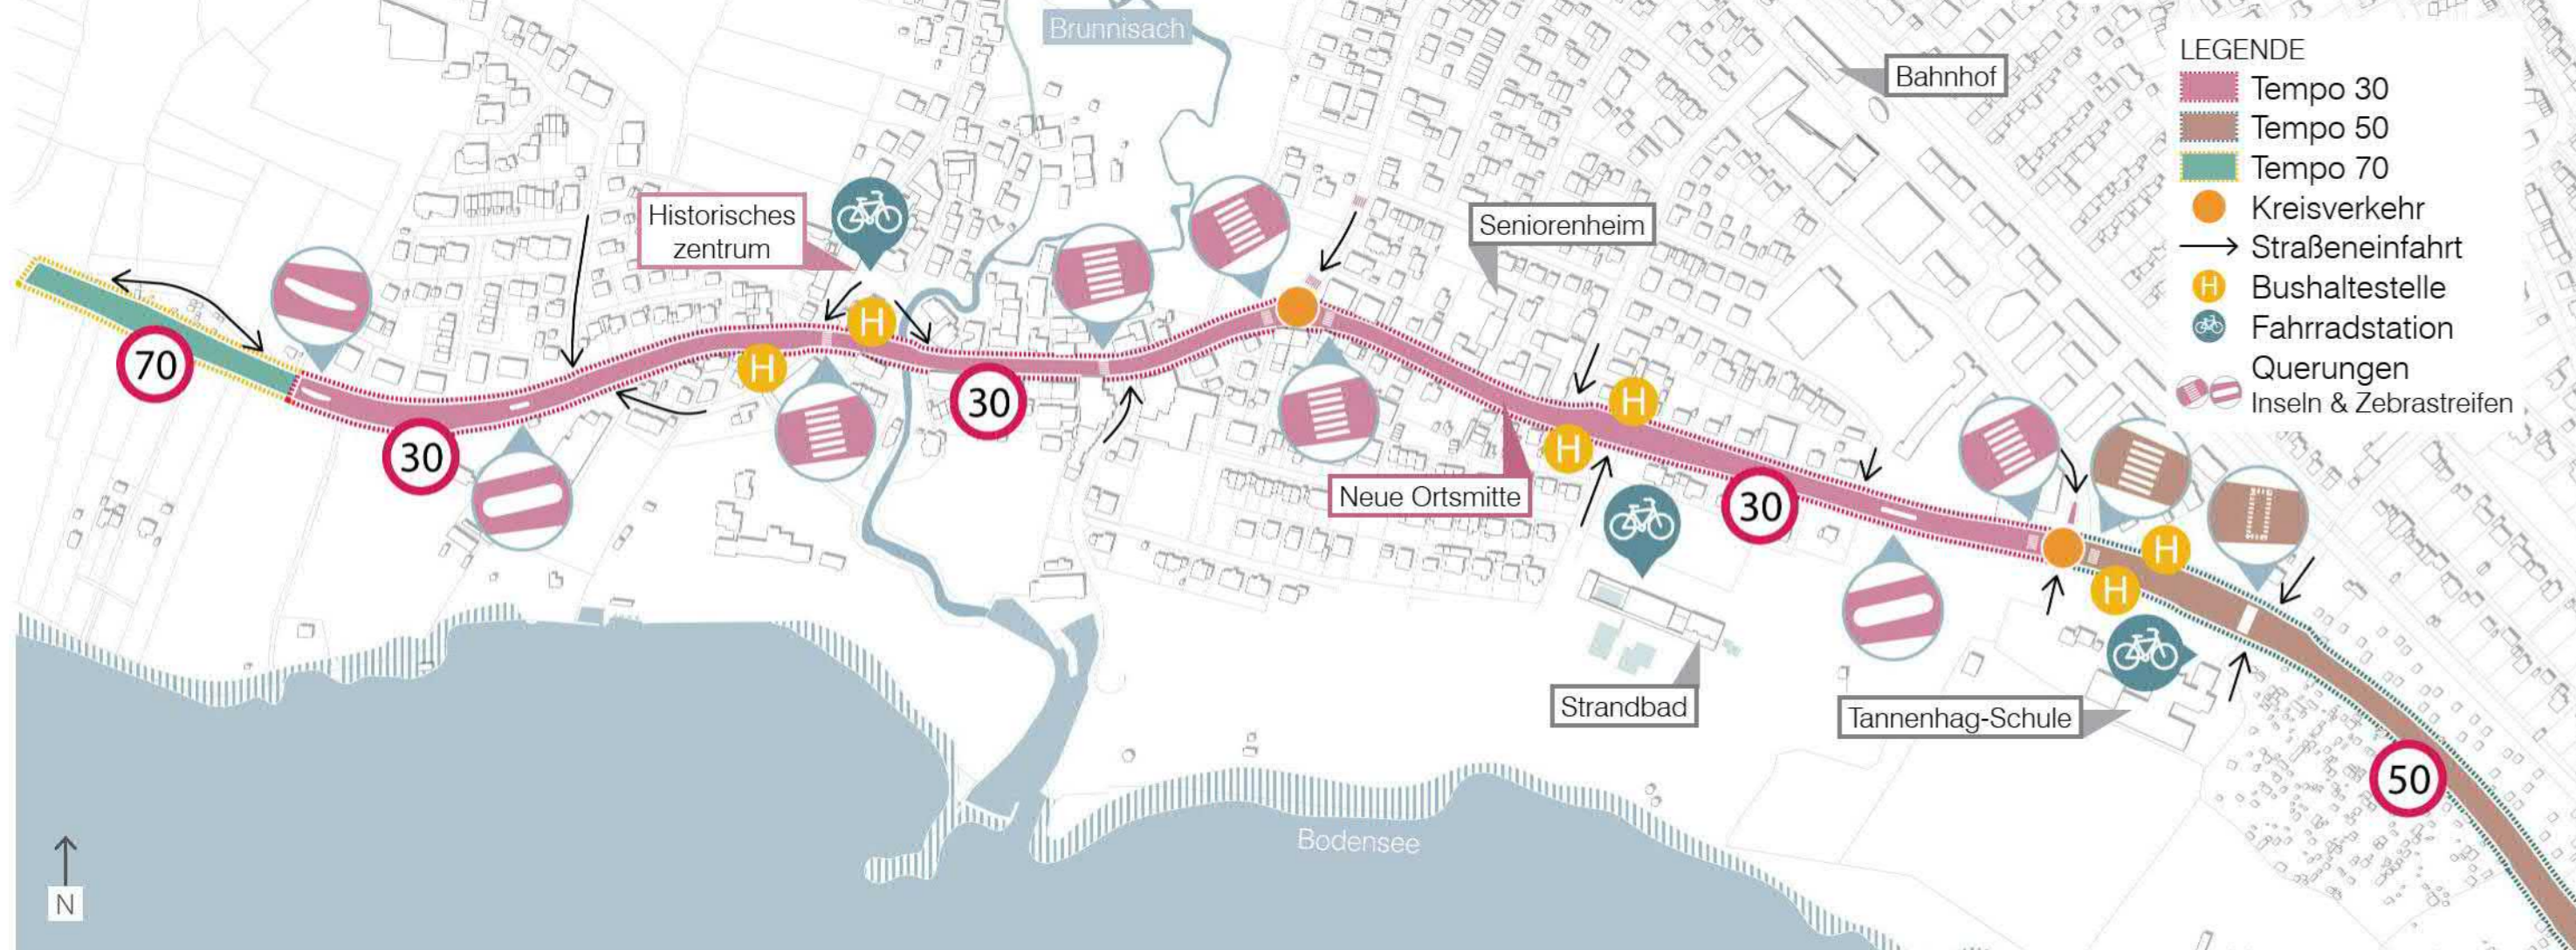 Brunnisach
Bahnhof
LEGENDE
Tempo 30
Tempo 50
Tempo 70
Kreisverkehr
Straßeneinfahrt
H Bushaltestelle
Fahrradstation
Querungen
Inseln & Zebrastreifen
Historisches
zentrum
Seniorenheim
H
H
70
30
30
H
H
Neue Ortsmitte
30
H
H
Strandbad
Tannenhag-Schule
50
Bodensee
N